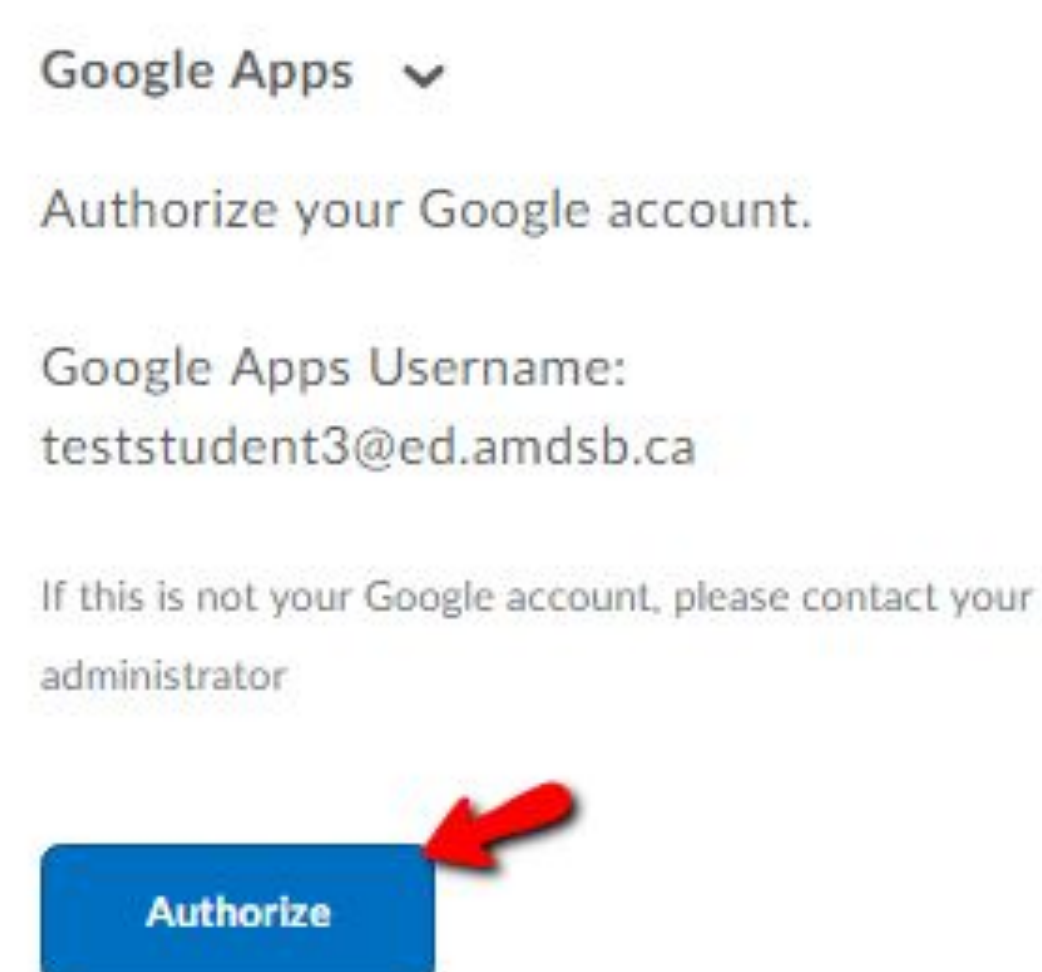 Google Apps
Authorize your Google account.
Google Apps Username:
teststudent3@ed.amdsb.ca
If this is not your Google account, please contact your
administrator
Authorize